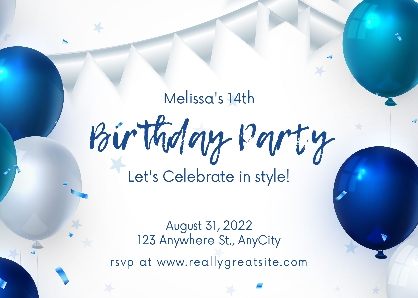 Melissa's 14th
Birthday Party
Let's Celebrate in style!
August 31, 2022
123 Anywhere St., AnyCity
rsvp at www.reallygreatsite.com